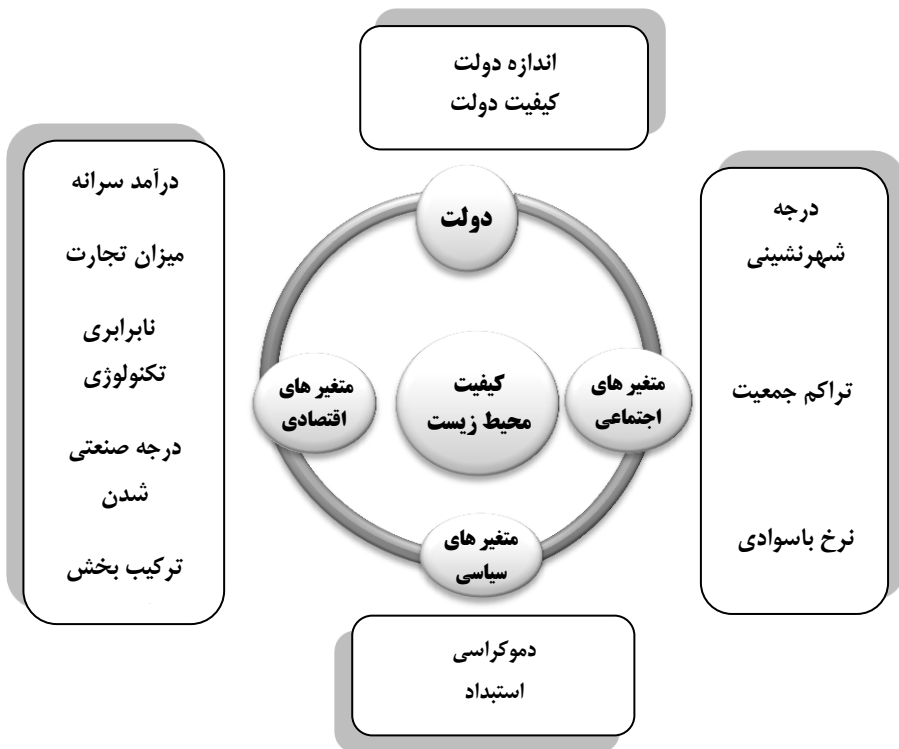 اندازه دولت
کیفیت دولت
دولت
درجه
شهرنشینی
تراکم جمعیت
نرخ باسوادی
متغیر های
اجتماعی
کیفیت
محیط زیست
متغیر های
اقتصادی
درآمد سرانه
میزان تجارت
نابرابری
تکنولوژی
درجه صنعتی
شدن
ترکیب بخش
متغیر های
سیاسی
دموکراسی
استبداد